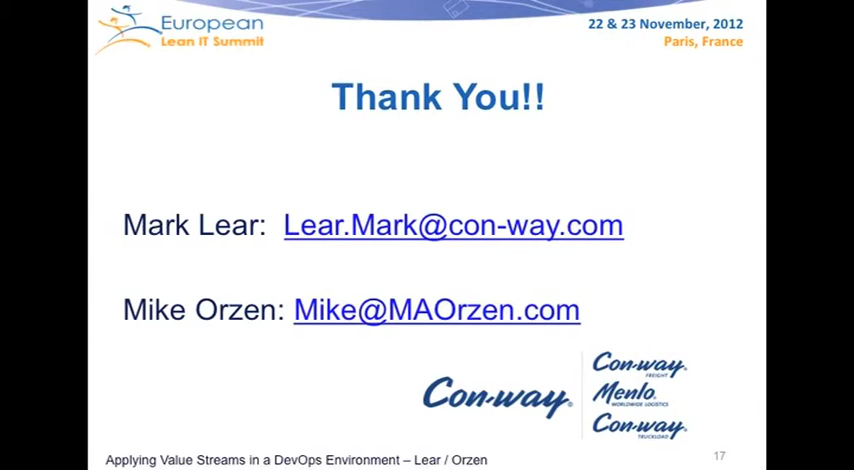 European
Lean IT Summit
22 & 23 November, 2012
Paris, France
Thank You!!
Mark Lear: Lear.Mark@con-way.com
Mike Orzen: Mike@MAOrzen.com
Con-way®
Con-way®
FREIGHT
Menlo®
WORLDWIDE LOGISTICS
Con-way®
TRUCKLOAD
Applying Value Streams in a DevOps Environment – Lear / Orzen
17